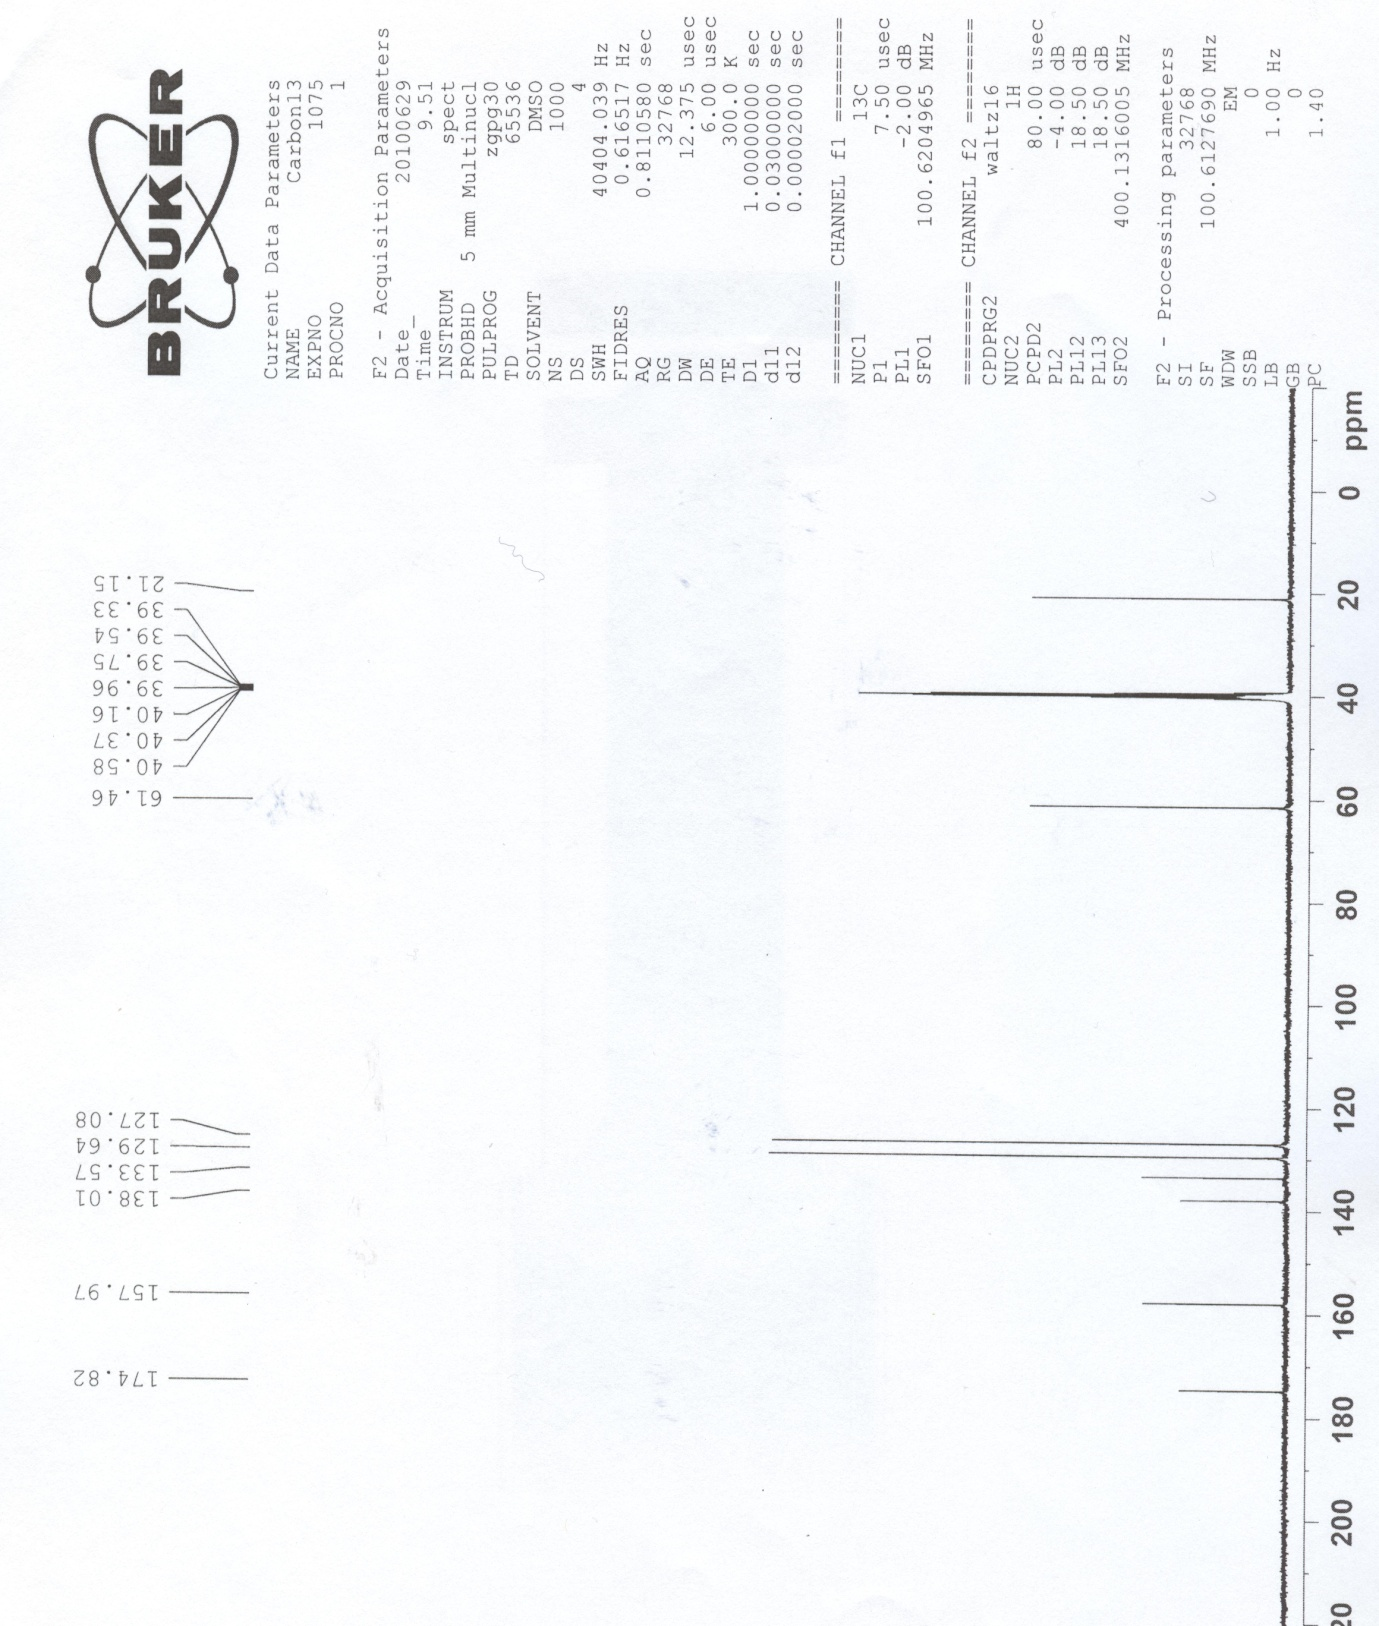 BRUKER
Current Data Parameters
NAME Carbon13
EXPNO 1075
PROCNO 1
F2 - Acquisition Parameters
Date_ 20100629
Time 9.51
INSTRUM spect
PROBHD 5 mm Multinucl
PULPROG zgpg30
TD 65536
SOLVENT DMSO
NS 1000
DS 4
SWH 40404.039 Hz
FIDRES 0.616517 Hz
AQ 0.8110580 sec
RG 32768
DW 12.375 usec
DE 6.00 usec
TE 300.0 K
D1 1.00000000 sec
d11 0.03000000 sec
d12 0.00002000 sec
======== CHANNEL f1 ========
NUC1 13C
P1 7.50 usec
PL1 -2.00 dB
SFO1 100.6204965 MHz
======== CHANNEL f2 ========
CPDPRG2 waltz16
NUC2 1H
PCPD2 80.00 usec
PL2 -4.00 dB
PL12 18.50 dB
PL13 18.50 dB
SFO2 400.1316005 MHz
F2 - Processing parameters
SI 32768
SF 100.6127690 MHz
WDW EM
SSB 0
LB 1.00 Hz
GB 0
PC 1.40
174.82
157.97
138.01
133.57
129.64
127.08
61.46
40.58
40.37
40.16
39.96
39.75
39.54
39.33
21.15
20 200 180 160 140 120 100 80 60 40 20 0 ppm